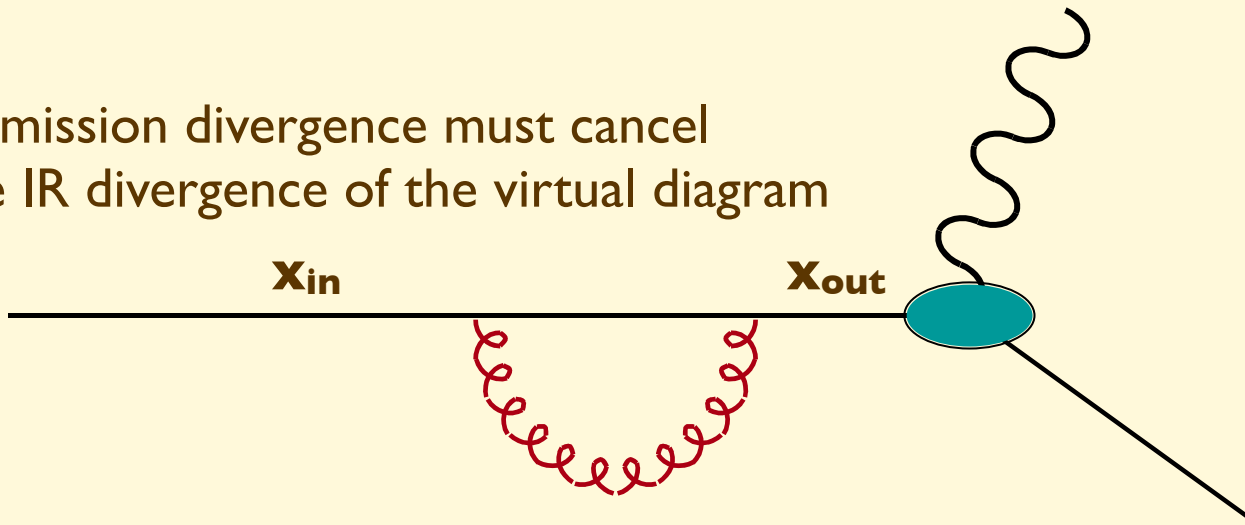 mission divergence must cancel
e IR divergence of the virtual diagram
xin xout